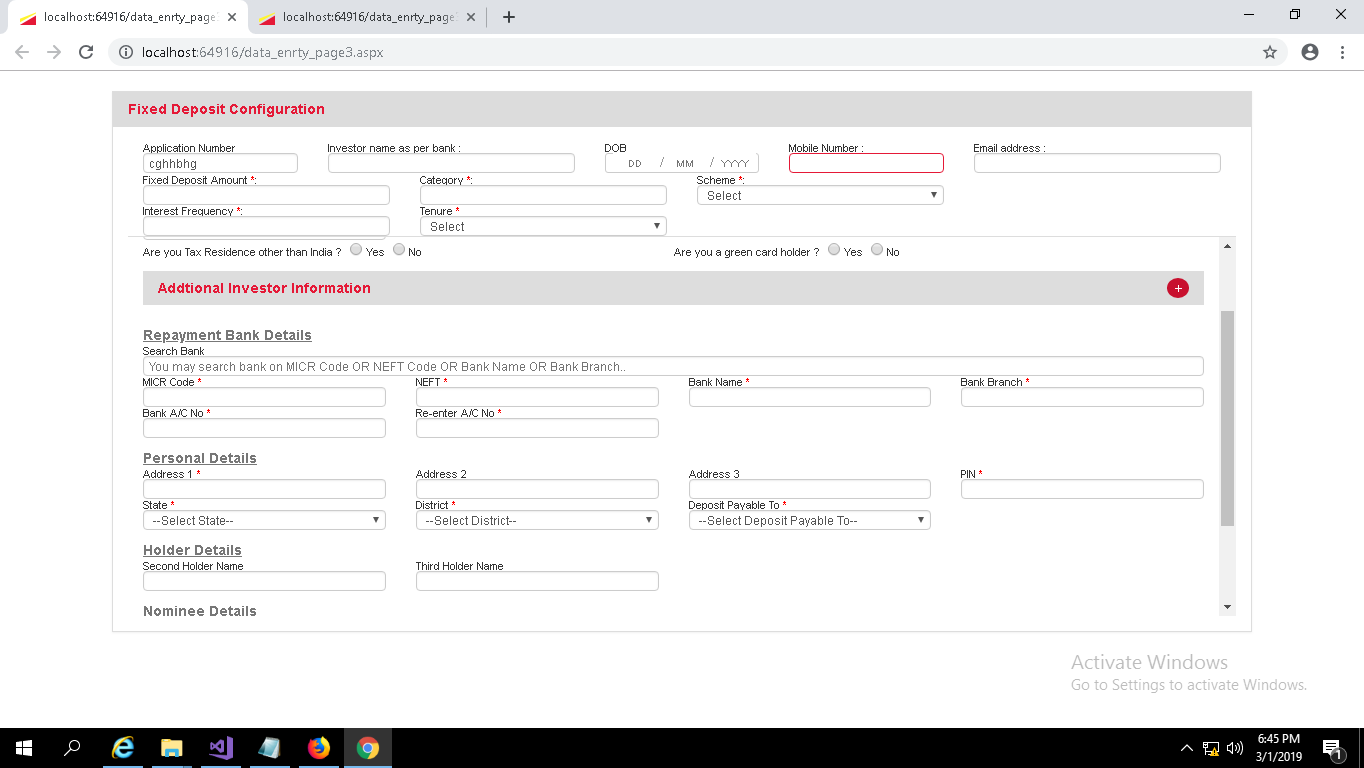 localhost:64916/data_enrty_page
localhost:64916/data_enrty_page
localhost:64916/data_enrty_page3.aspx
Fixed Deposit Configuration
Application Number Investor name as per bank : DOB Mobile Number : Email address :
cghhbhg DD / MM / YYYY
Fixed Deposit Amount *: Category *: Scheme *:
Select
Interest Frequency *: Tenure *
Select
Are you Tax Residence other than India ? Yes No Are you a green card holder ? Yes No
Addtional Investor Information +
Repayment Bank Details
Search Bank
You may search bank on MICR Code OR NEFT Code OR Bank Name OR Bank Branch..
MICR Code * NEFT * Bank Name * Bank Branch *
Bank A/C No * Re-enter A/C No *
Personal Details
Address 1 * Address 2 Address 3 PIN *
State * District * Deposit Payable To *
--Select State-- --Select District-- --Select Deposit Payable To--
Holder Details
Second Holder Name Third Holder Name
Nominee Details
Activate Windows
Go to Settings to activate Windows.
6:45 PM
3/1/2019
1